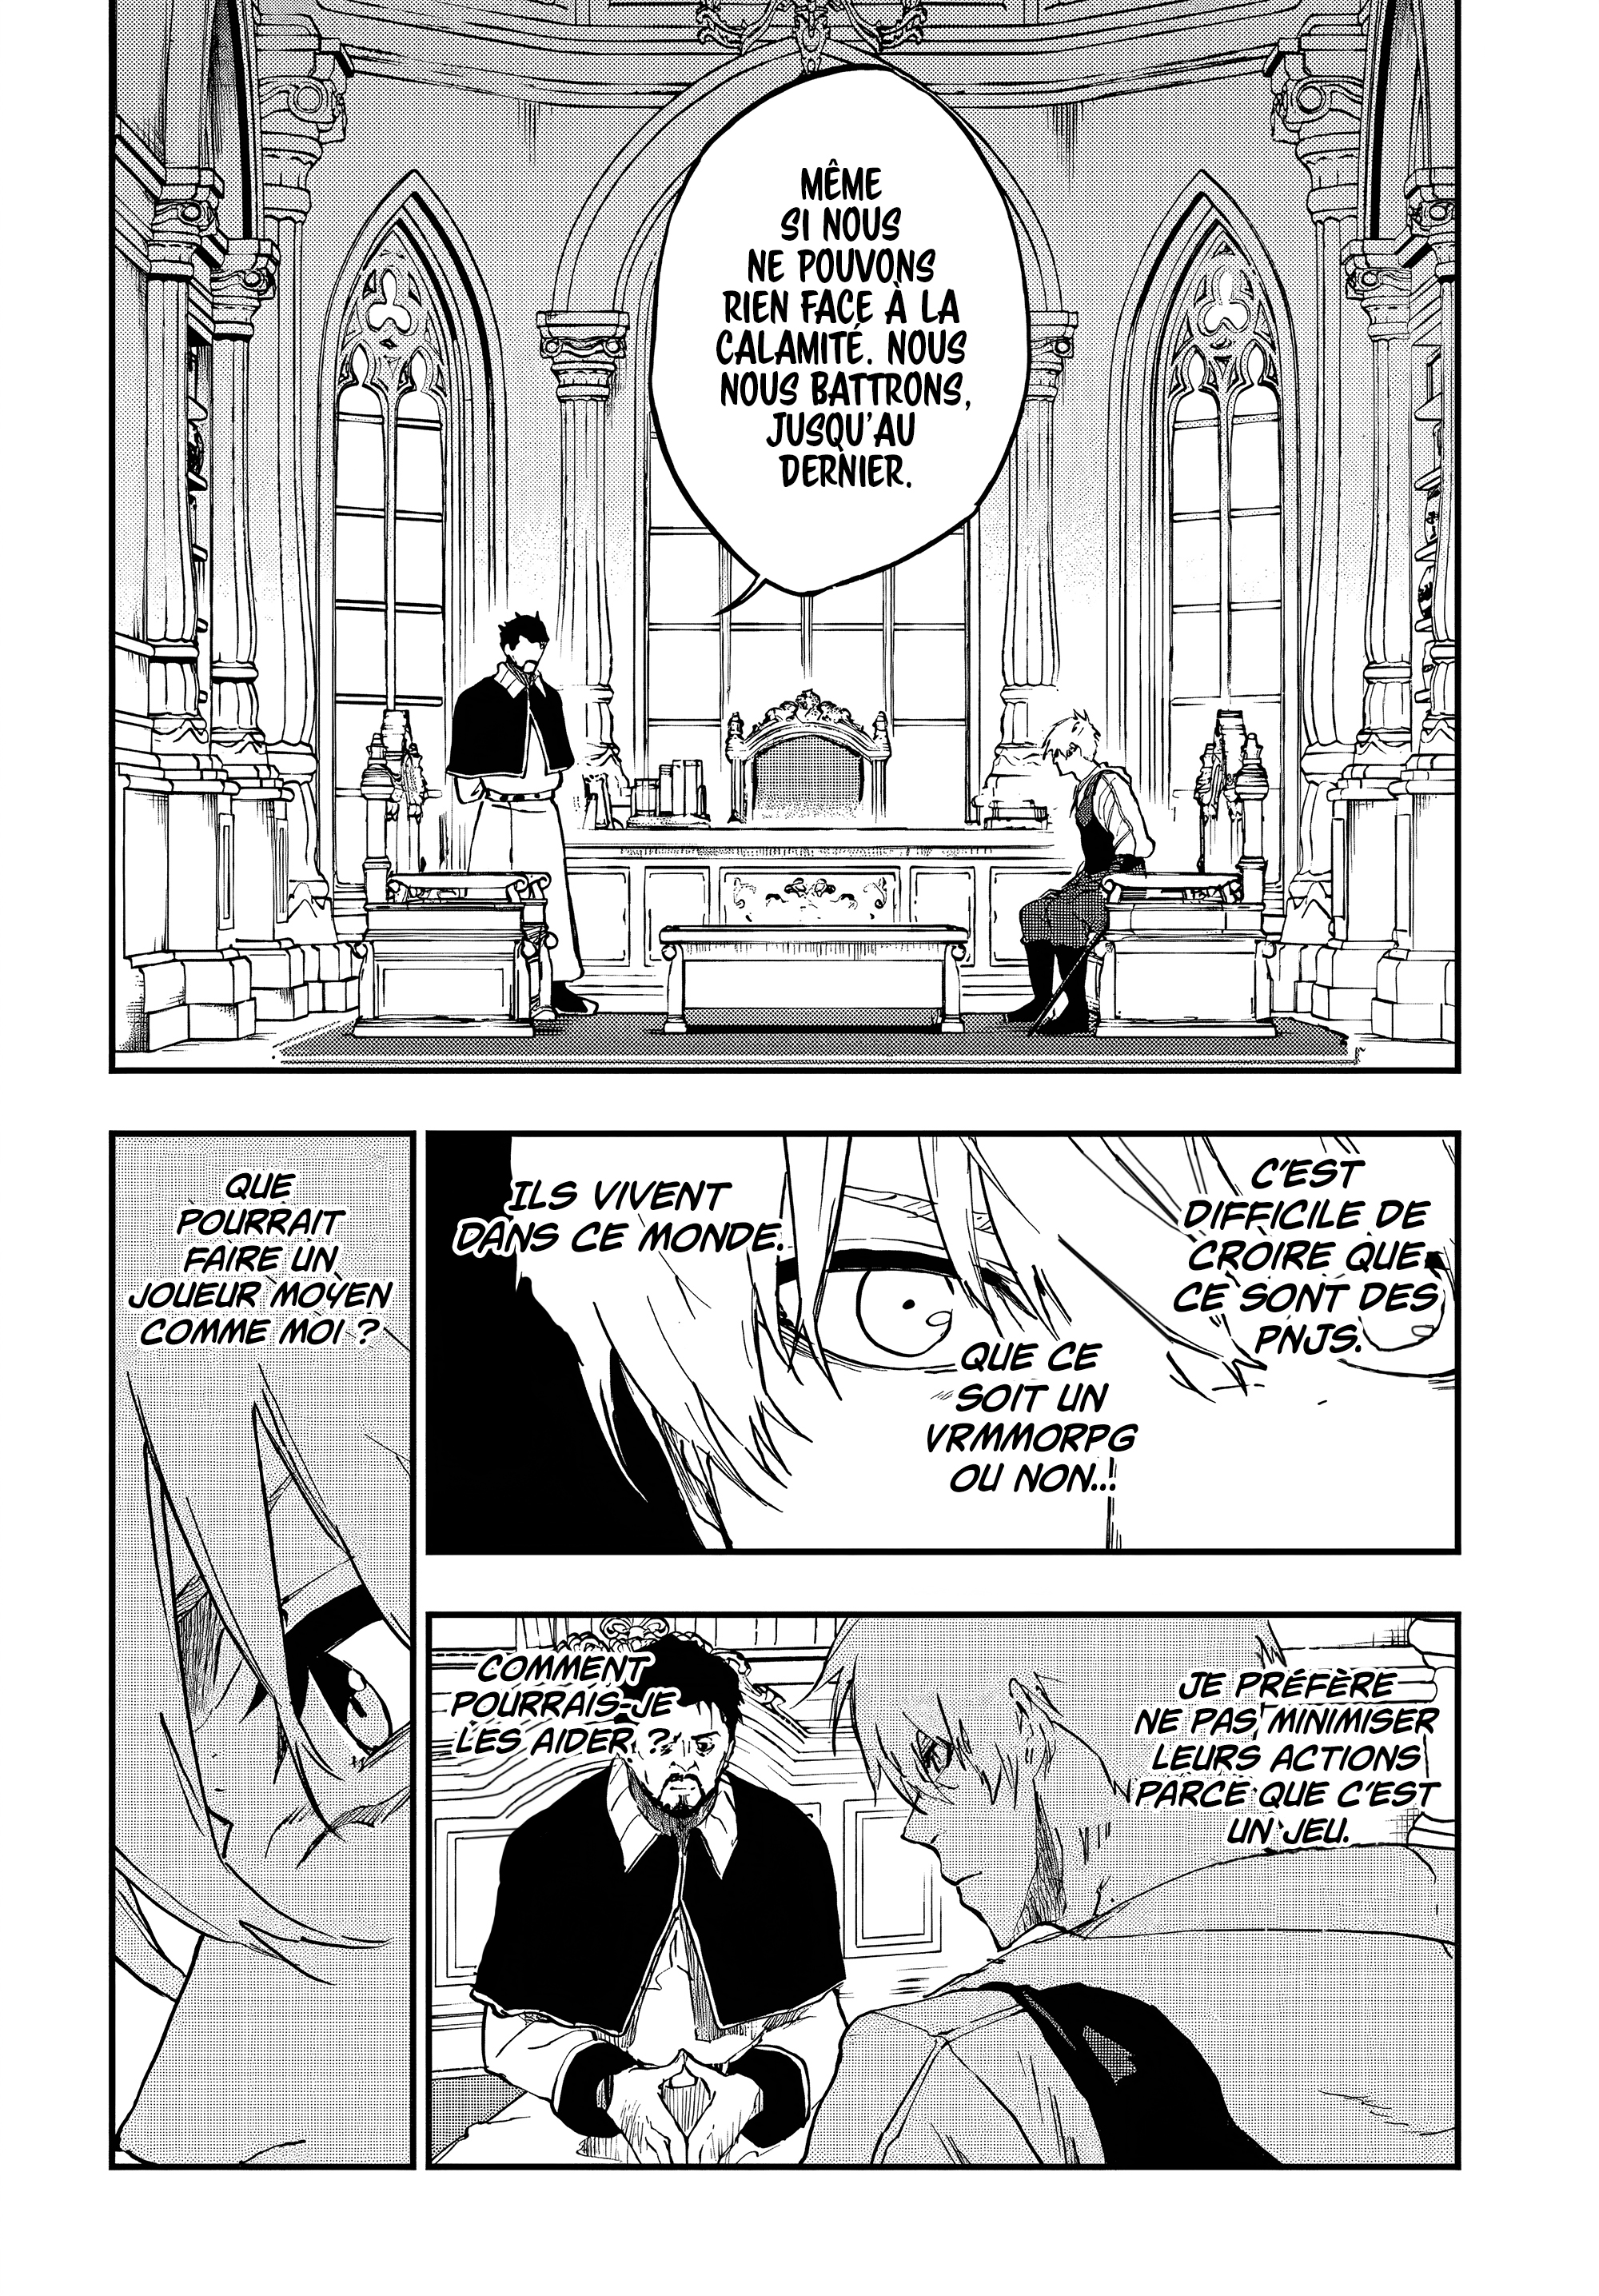 MÊME
SI NOUS
NE POUVONS
RIEN FACE À LA
CALAMITÉ. NOUS
NOUS BATTRONS,
JUSQU'AU
DERNIER.
C'EST
DIFFICILE DE
CROIRE QUE
CE SONT DES
PNJS.
QUE CE
SOIT UN
VRMMORPG
OU NON...
ILS VIVENT
DANS CE MONDE.
JE PRÉFÈRE
NE PAS MINIMISER
LEURS ACTIONS
PARCE QUE C'EST
UN JEU.
COMMENT
POURRAIS-JE
LES AIDER ?
QUE
POURRAIT
FAIRE UN
JOUEUR MOYEN
COMME MOI ?